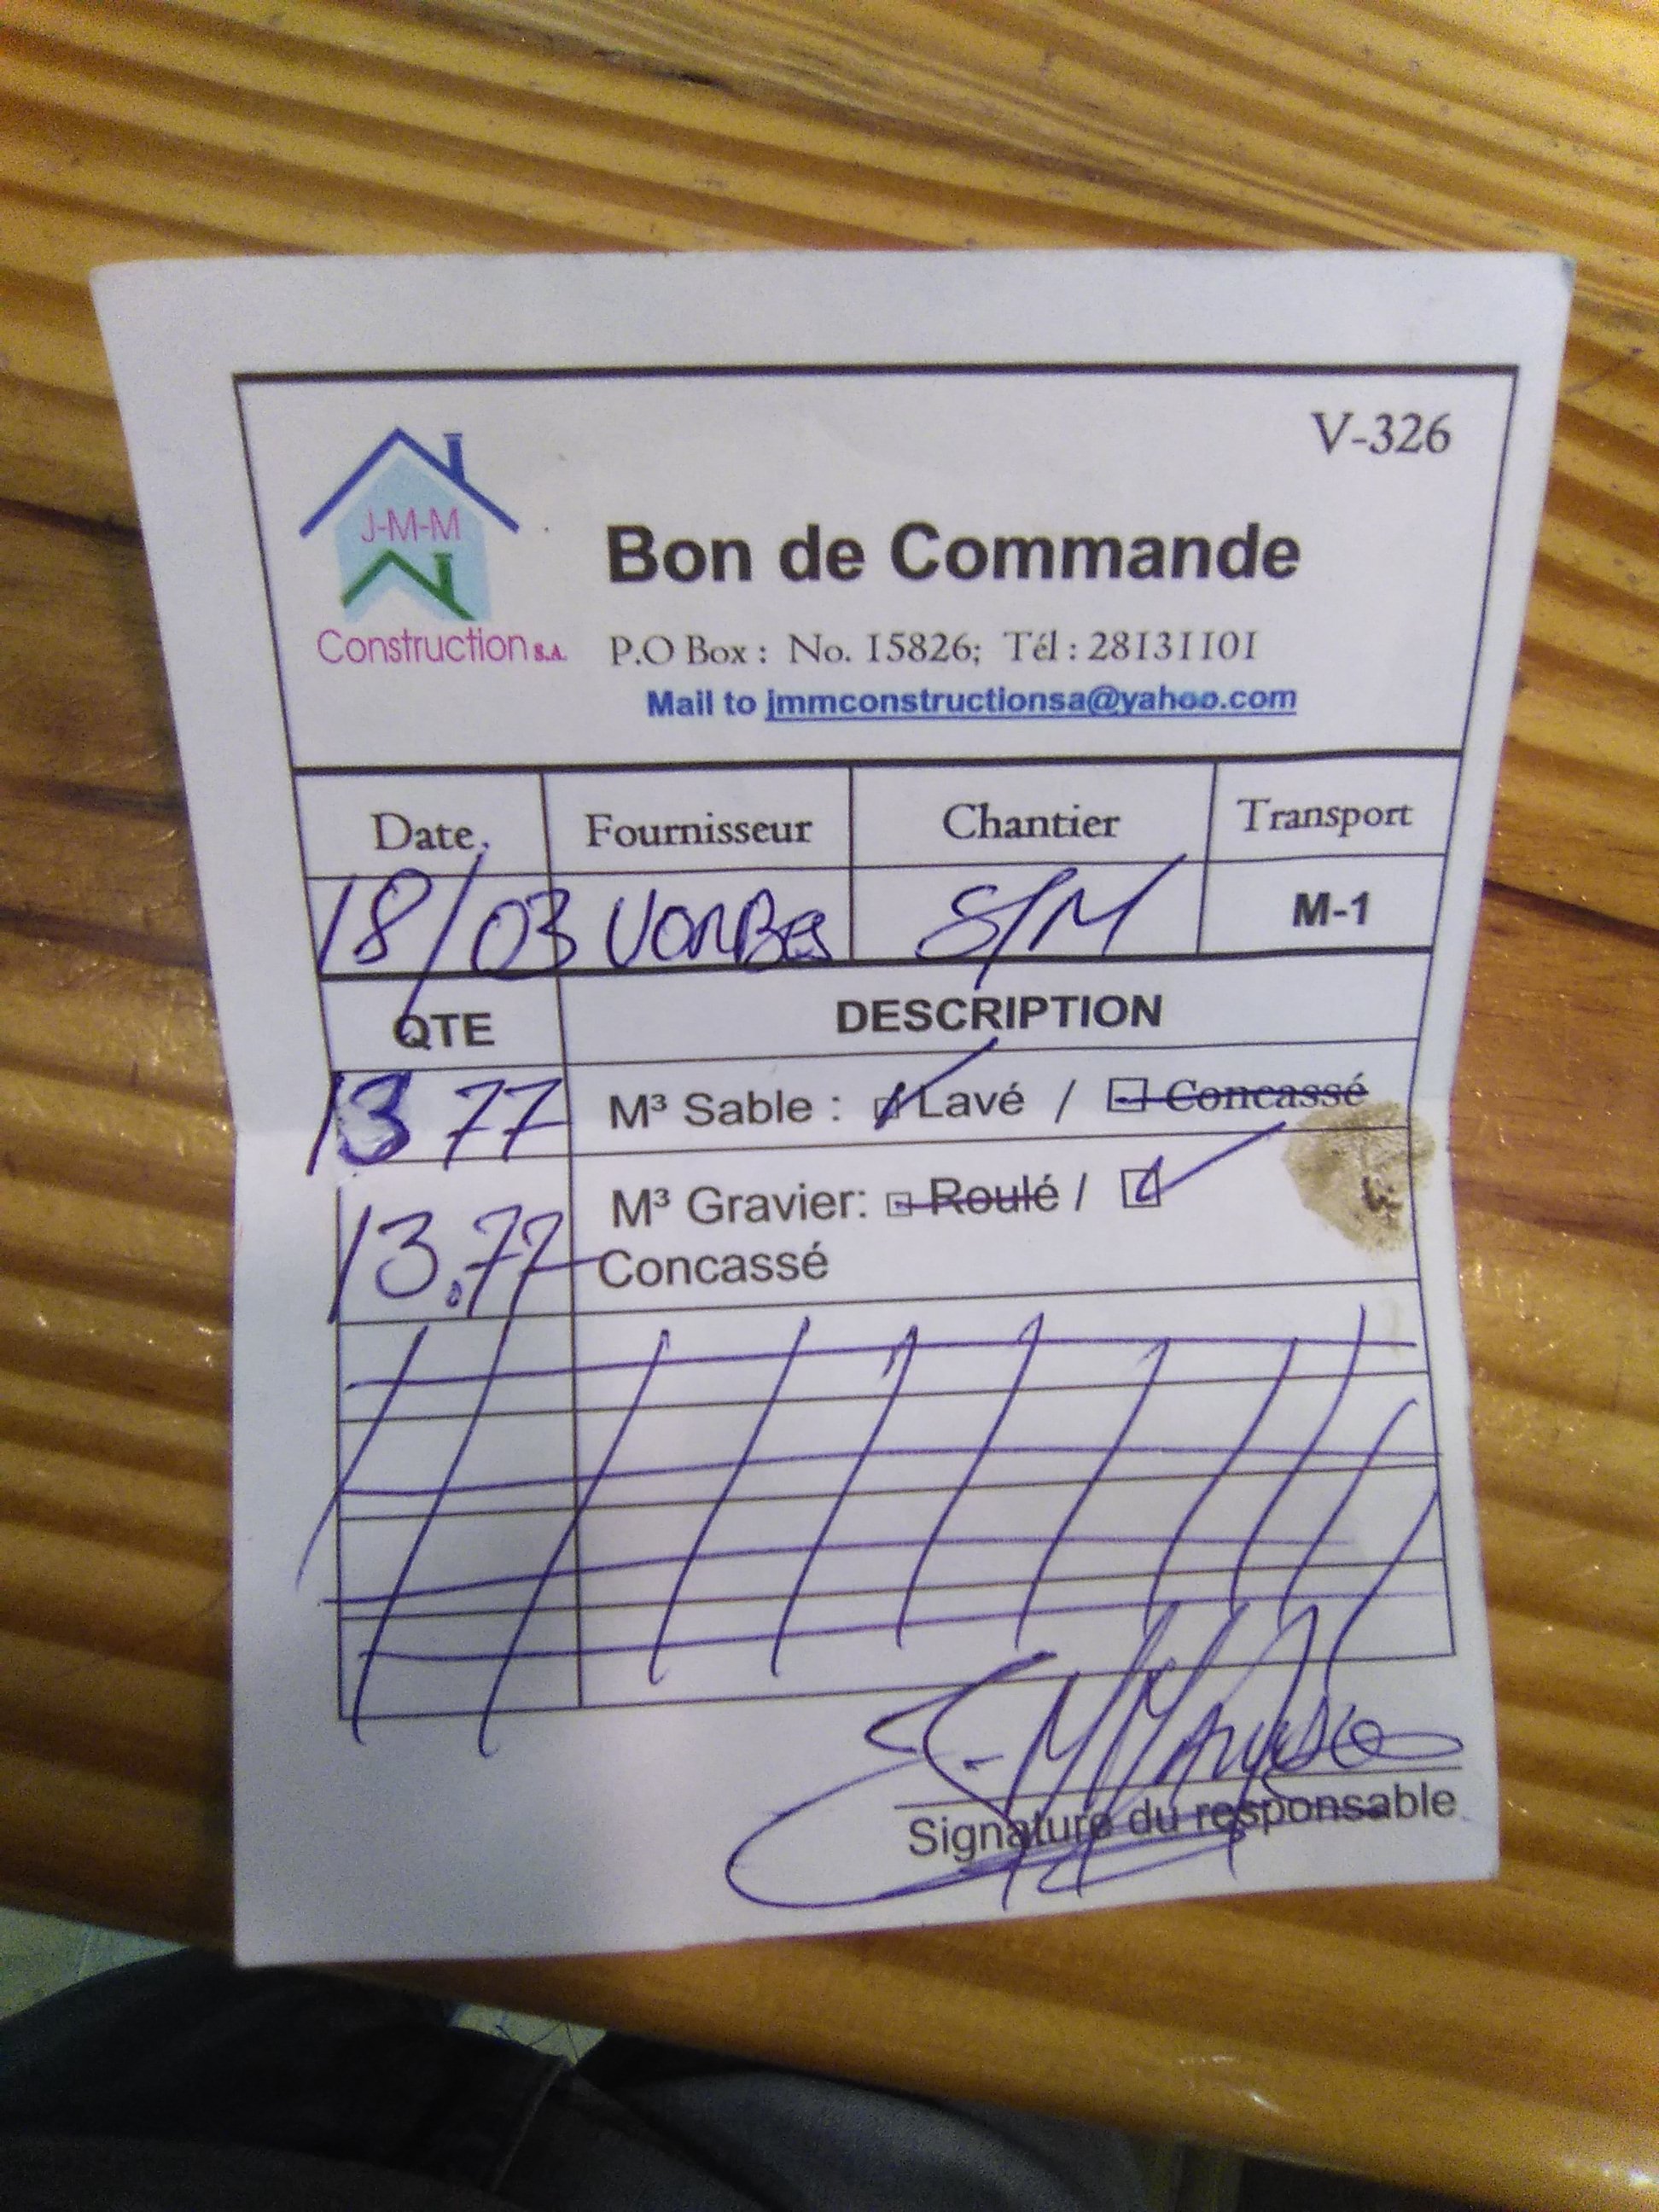 V-326
J-M-M
Construction S.A.
Bon de Commande
P.O Box : No. 15826; Tél : 28131101
Mail to jmmconstructionsa@yahoo.com
Date Fournisseur Chantier Transport
18/03 S/M M-1
QTE DESCRIPTION
13 77 M³ Sable : Lavé / Concassé
13.77 M³ Gravier: Roulé /
Concassé
Signature du responsable